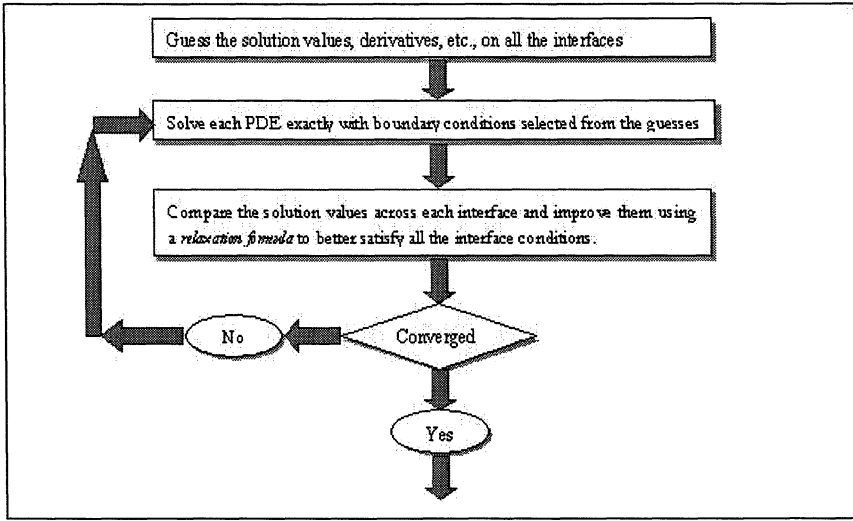 Guess the solution values, derivatives, etc., on all the interfaces
Solve each PDE exactly with boundary conditions selected from the guesses
Compare the solution values across each interface and improve them using
a relaxation formula to better satisfy all the interface conditions.
No
Converged
Yes